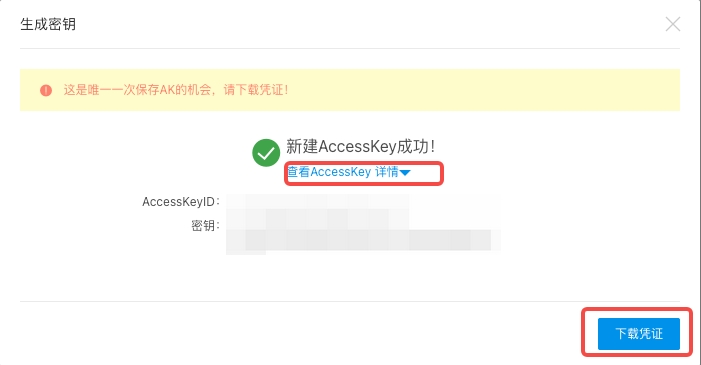 生成密钥
这是唯一一次保存AK的机会，请下载凭证！
新建AccessKey成功！
查看AccessKey 详情
AccessKeyID：
密钥：
下载凭证